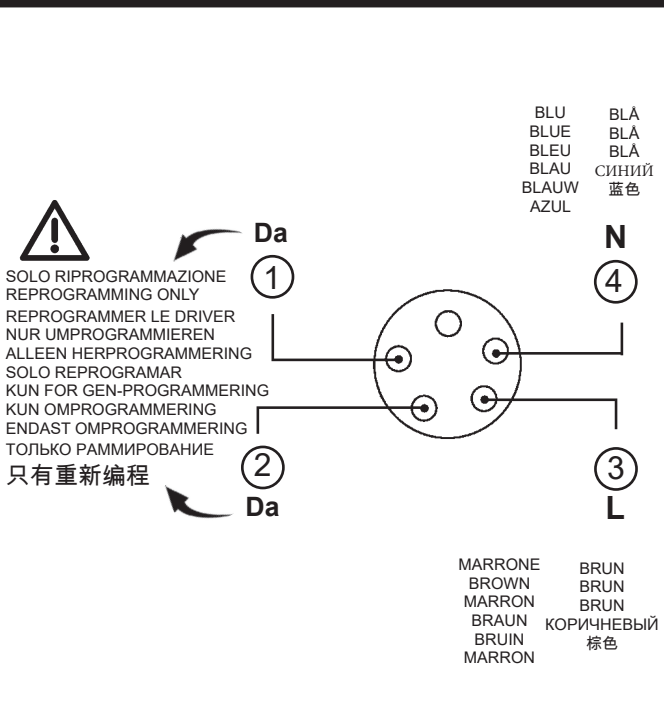 BLU
BLUE
BLEU
BLAU
BLAUW
AZUL
BLÅ
BLÅ
BLÅ
СИНИЙ
蓝色
Da
N
1
4
SOLO RIPROGRAMMAZIONE
REPROGRAMMING ONLY
REPROGRAMMER LE DRIVER
NUR UMPROGRAMMIEREN
ALLEEN HERPROGRAMMERING
SOLO REPROGRAMAR
KUN FOR GEN-PROGRAMMERING
KUN OMPROGRAMMERING
ENDAST OMPROGRAMMERING
ТОЛЬКО РАММИРОВАНИЕ
只有重新编程
2
Da
3
L
MARRONE
BROWN
MARRON
BRAUN
BRUIN
MARRON
BRUN
BRUN
BRUN
КОРИЧНЕВЫЙ
棕色